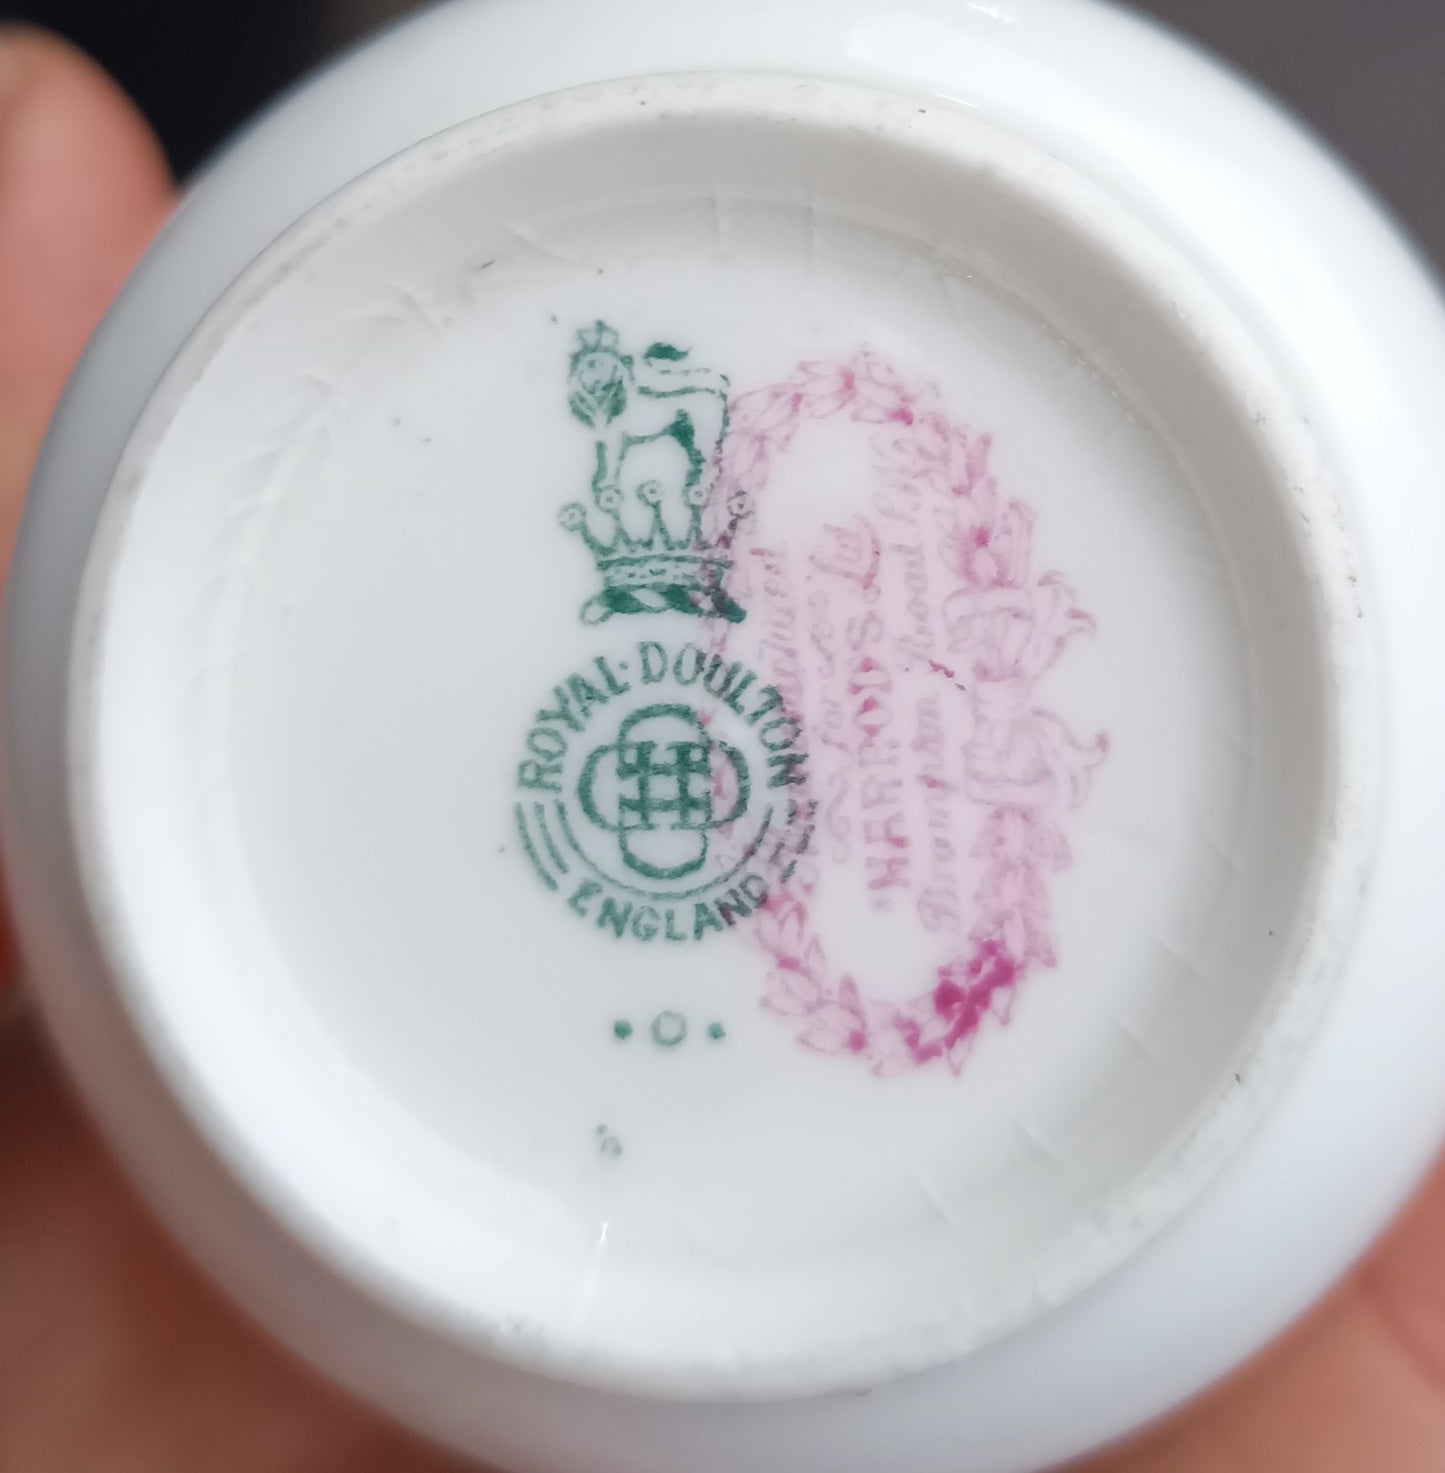 ROYAL·DOULTON
ENGLAND
Manufactured
for
HARRODS. Ltd
Brompton Road